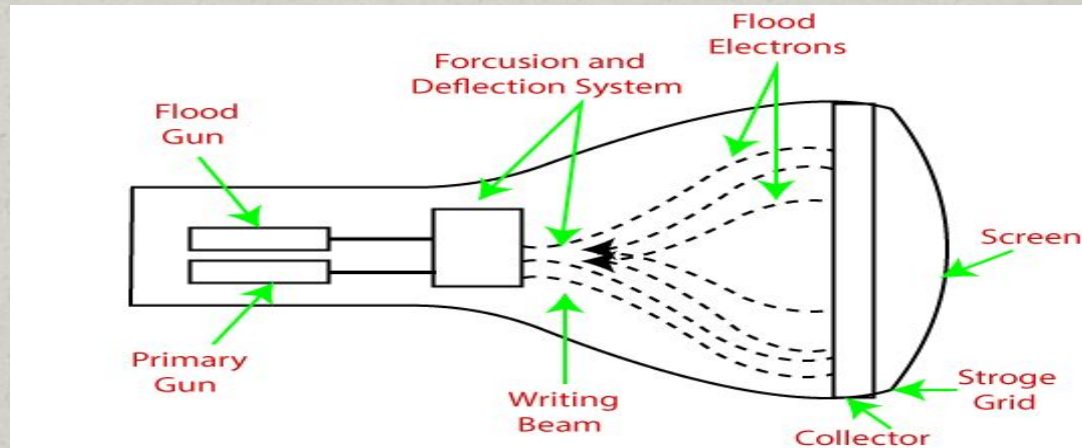 Flood
Electrons
Forcusion and
Deflection System
Flood
Gun
Screen
Primary
Gun
Writing
Beam
Stroge
Grid
Collector